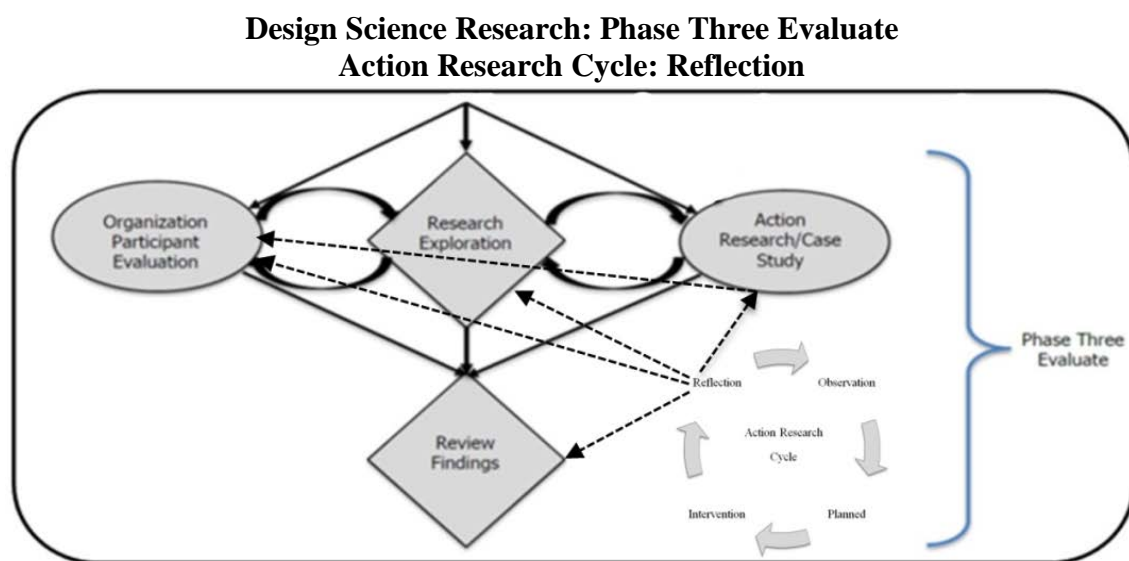 Design Science Research: Phase Three Evaluate
Action Research Cycle: Reflection
Organization
Participant
Evaluation
Research
Exploration
Action
Research/Case
Study
Phase Three
Evaluate
Reflection
Observation
Action Research
Cycle
Review
Findings
Intervention
Planned